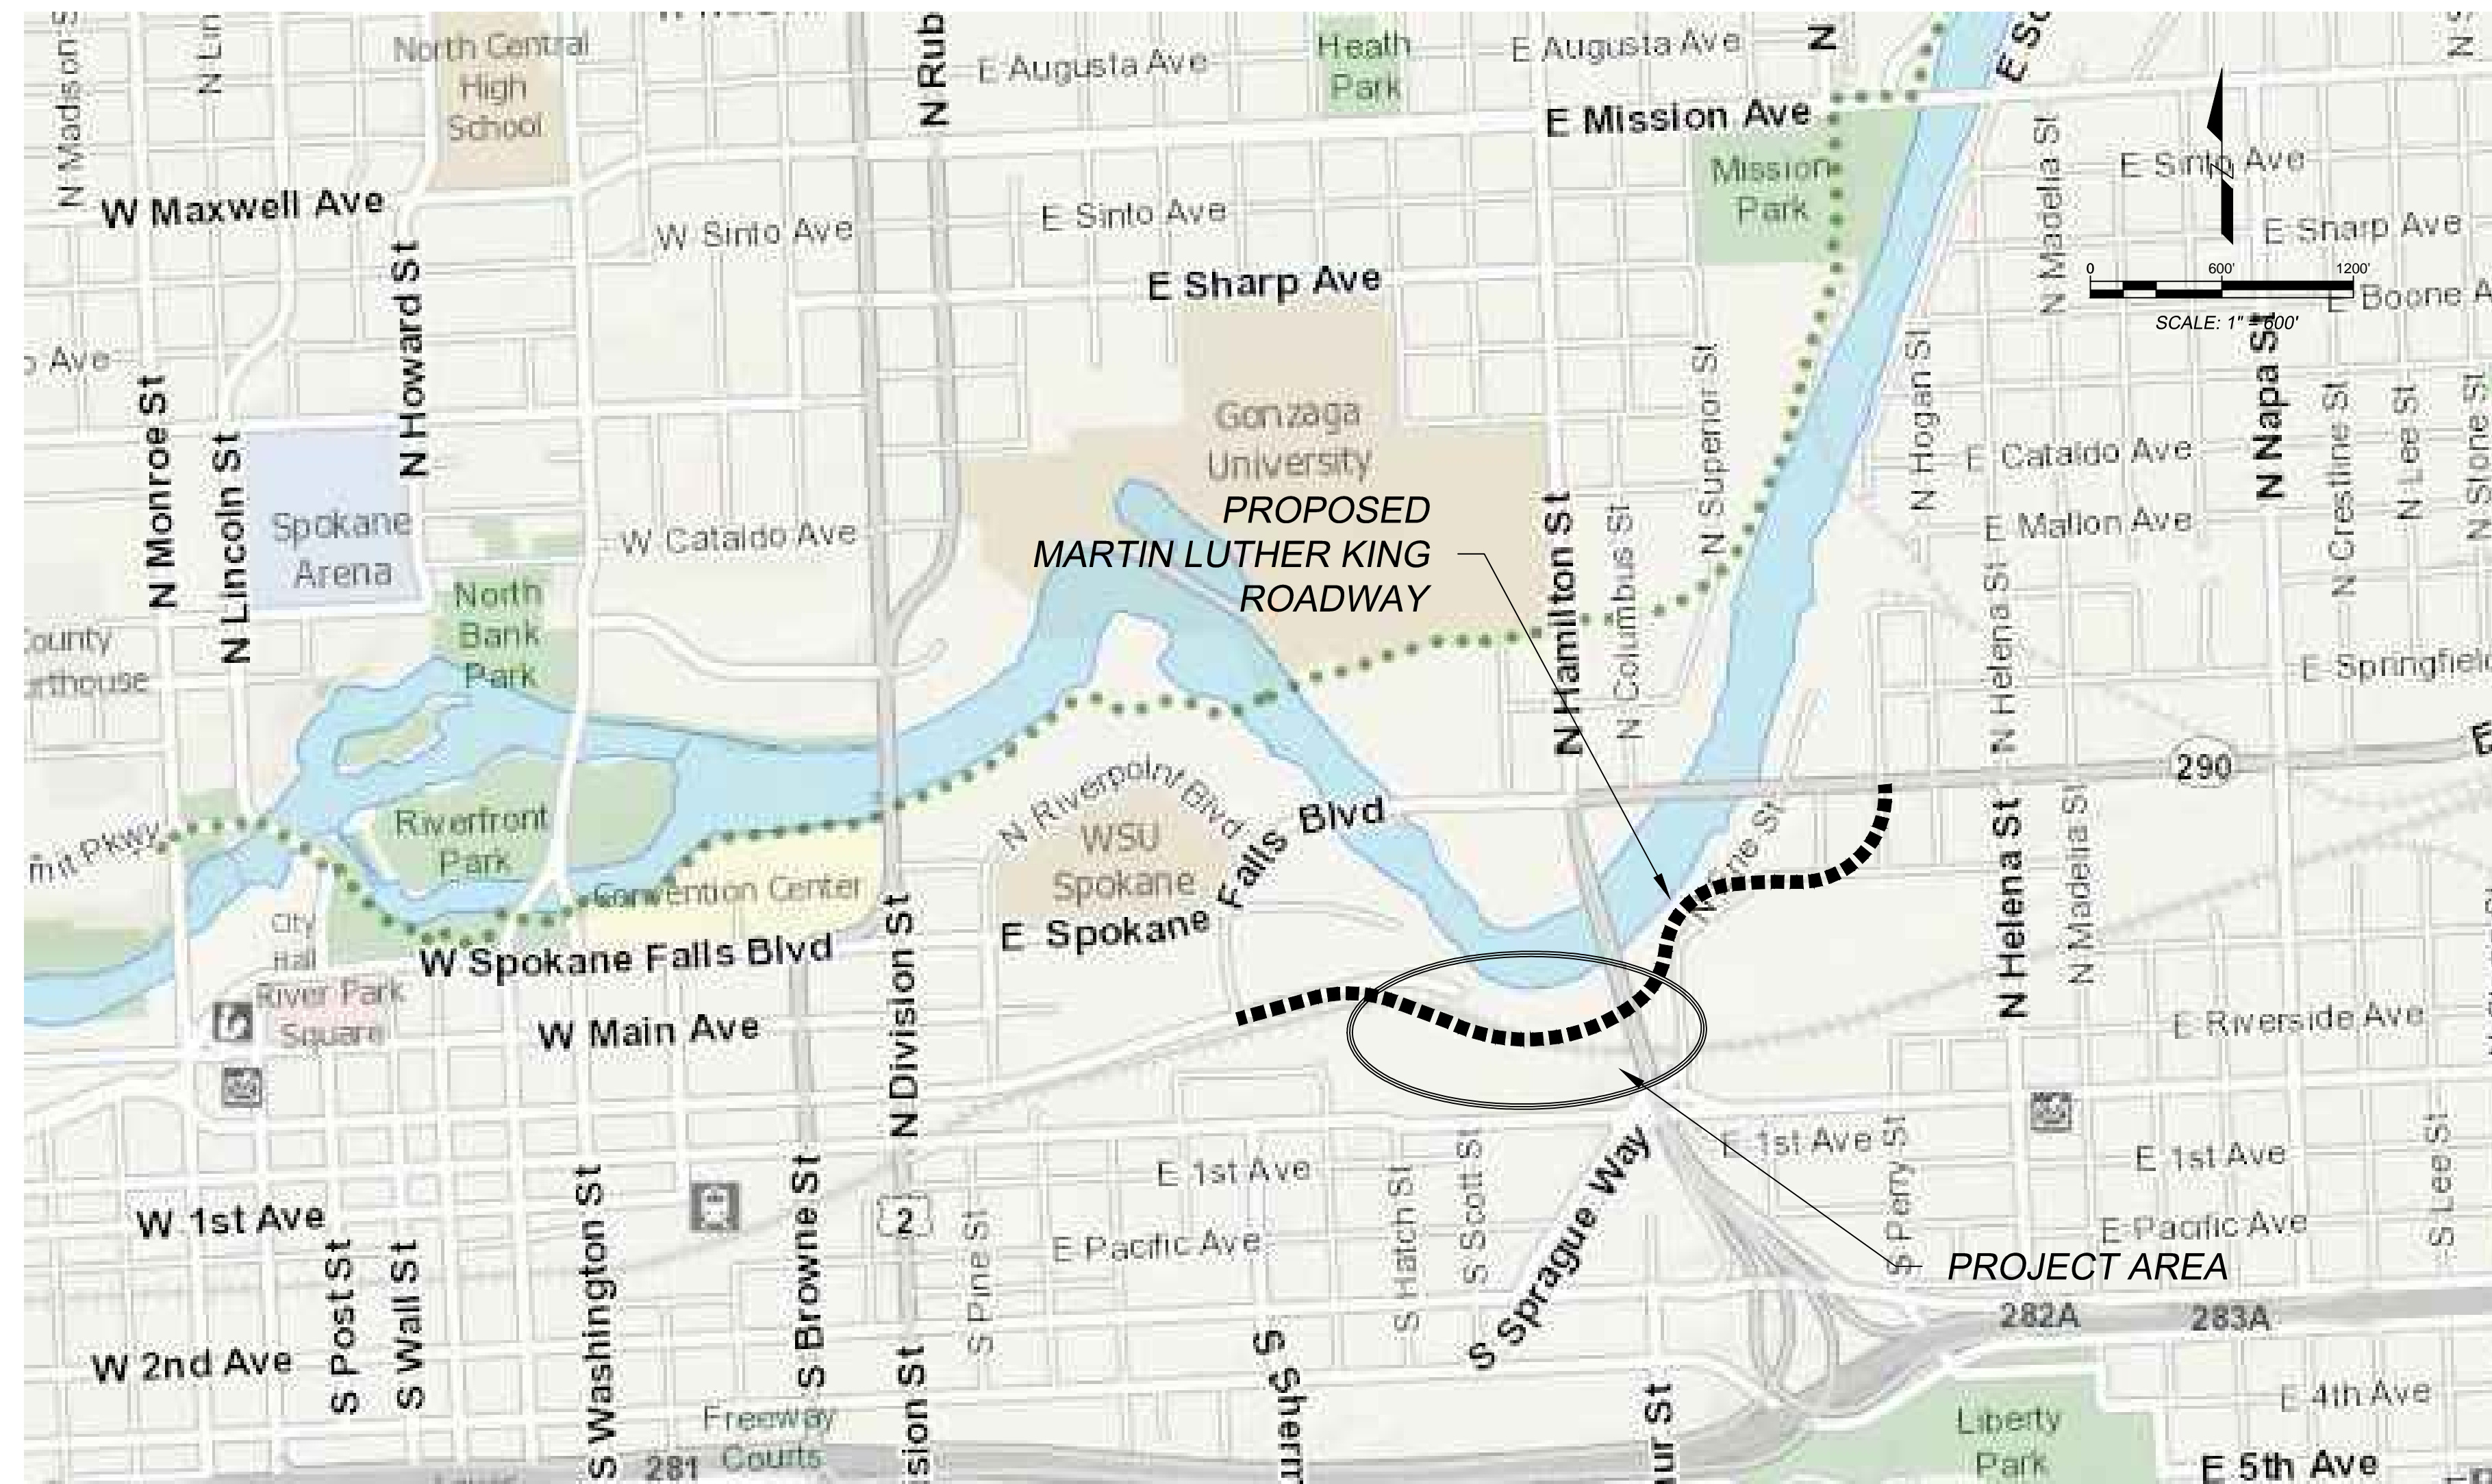 North Central
High
School
N Madison S
N Lin
N Rub
E Augusta Ave
Heath
Park
E Augusta Ave
N
E Mission Ave
Mission
Park
N Madelia St
E Sinto Ave
E Sharp Ave
0 600' 1200'
E Boone A
SCALE: 1" = 600'
W Maxwell Ave
W Sinto Ave
E Sinto Ave
E Sharp Ave
N Howard St
N Monroe St
N Lincoln St
Spokane
Arena
North
Bank
Park
W Cataldo Ave
Gonzaga
University
PROPOSED
MARTIN LUTHER KING
ROADWAY
N Hamilton St
N Columbus St
N Superior St
N Hogan St
E Cataldo Ave
E Mallon Ave
N Helena St
N Napa St
N Crestline St
N Lee St
N Stone St
E Springfield
290
Riverfront
Park
N Riverpoint Blvd
WSU
Spokane
E Spokane Falls Blvd
Convention Center
City
Hall
W Spokane Falls Blvd
River Park
Square
W Main Ave
N Division St
N Erie St
N Helena St
N Madelia St
E Riverside Ave
W 1st Ave
S Post St
S Wall St
S Washington St
S Browne St
2
S Pine St
E 1st Ave
E Pacific Ave
S Hatch St
S Scott St
S Sprague Way
E 1st Ave
S Perry St
E 1st Ave
E Pacific Ave
S Lee St
PROJECT AREA
282A
283A
W 2nd Ave
Freeway
Courts
281
E 4th Ave
Liberty
Park
E 5th Ave